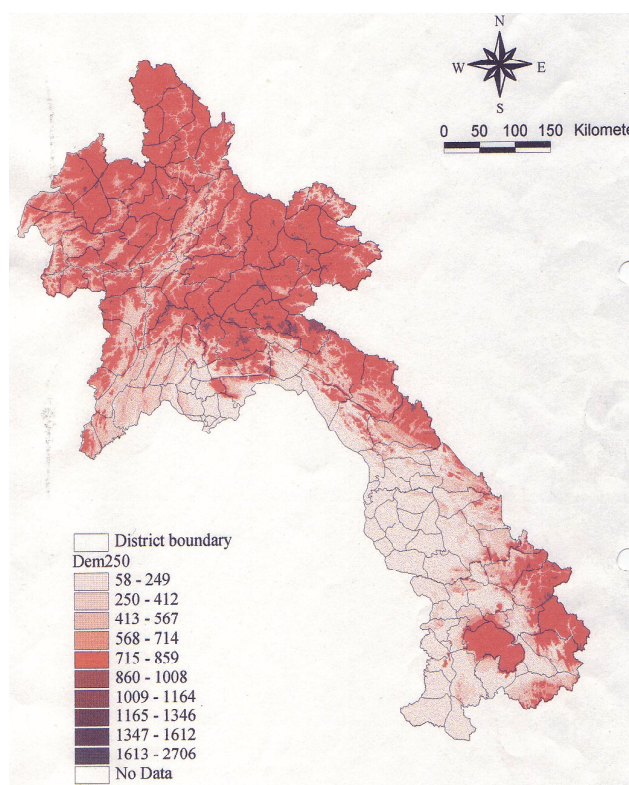 N
W E
S
0 50 100 150 Kilomete
District boundary
Dem250
58 - 249
250 - 412
413 - 567
568 - 714
715 - 859
860 - 1008
1009 - 1164
1165 - 1346
1347 - 1612
1613 - 2706
No Data